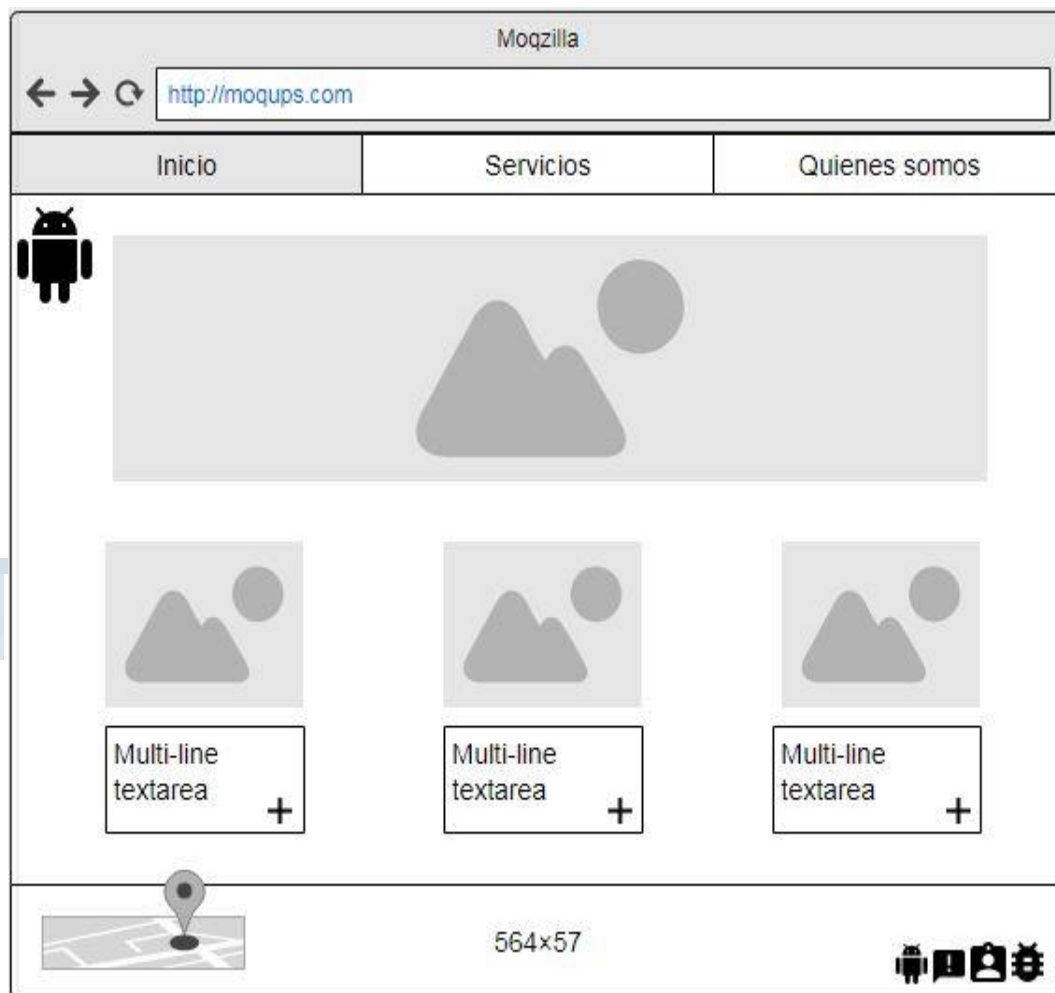 Moqzilla
http://moqups.com
Inicio
Servicios
Quienes somos
Multi-line
textarea
Multi-line
textarea
Multi-line
textarea
564×57